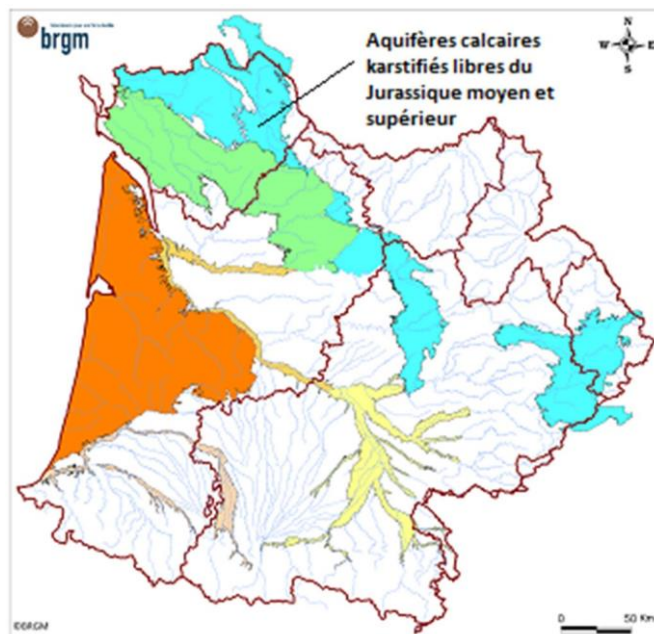 brgm
Aquifères calcaires
karstifiés libres du
Jurassique moyen et
supérieur
N
W E
S
©BRGM
0 50 Km